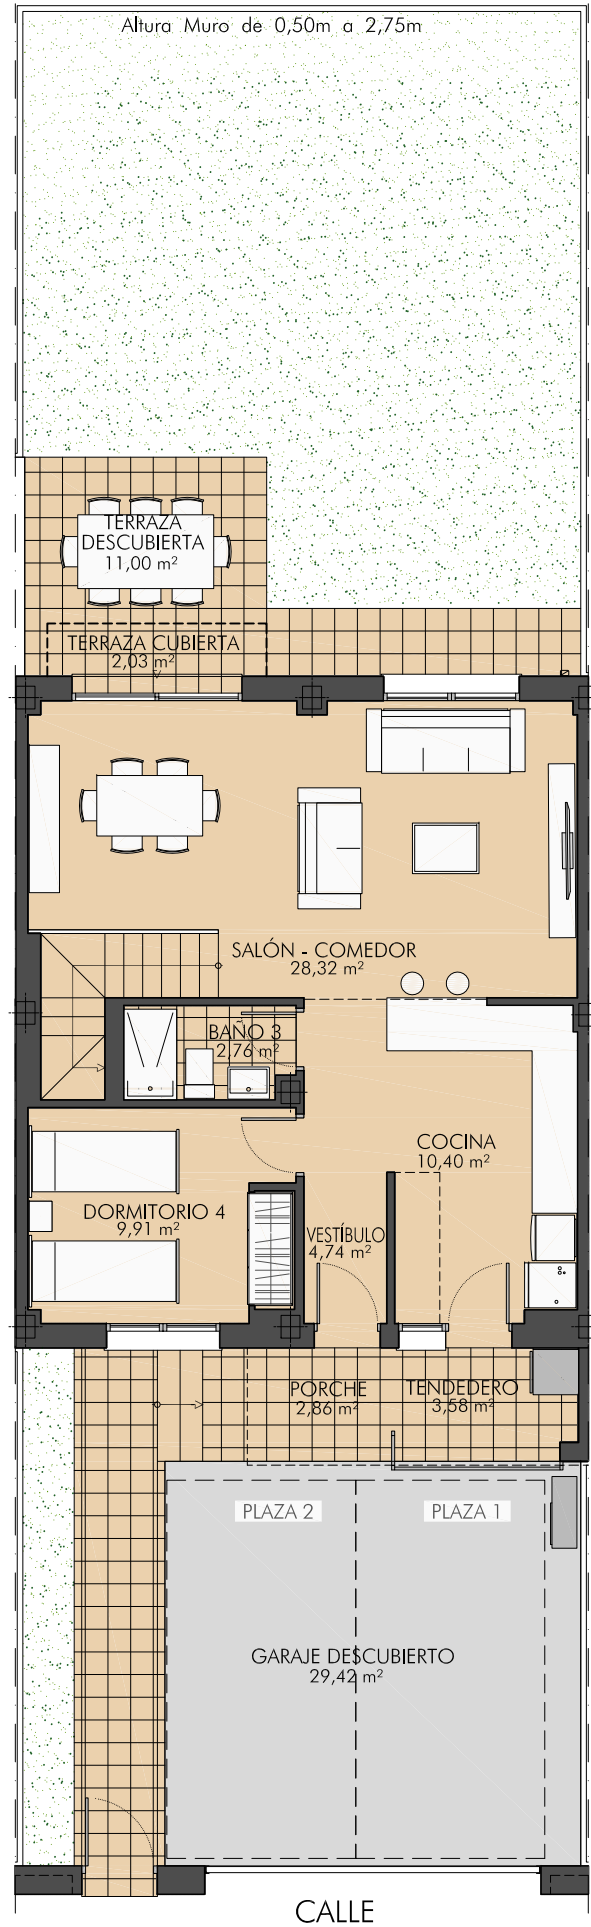 Altura Muro de 0,50m a 2,75m
TERRAZA
DESCUBIERTA
11,00 m²
TERRAZA CUBIERTA
2,03 m²
SALÓN - COMEDOR
28,32 m²
BAÑO 3
2,76 m²
COCINA
10,40 m²
DORMITORIO 4
9,91 m²
VESTÍBULO
4,74 m²
PORCHE
2,86 m²
TENDEDERO
3,58 m²
PLAZA 2
PLAZA 1
GARAJE DESCUBIERTO
29,42 m²
CALLE